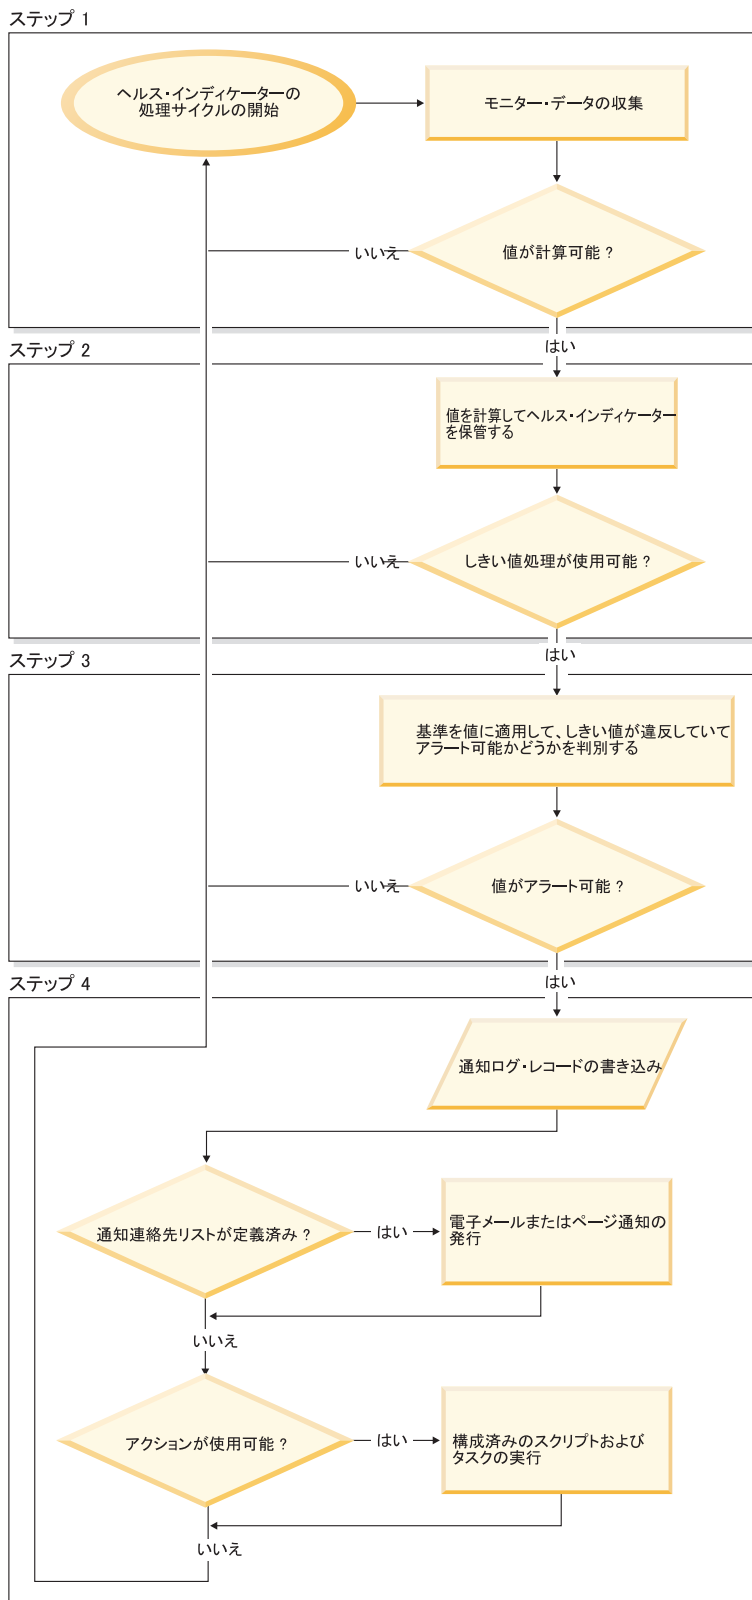 ステップ 1
ヘルス・インディケーターの
処理サイクルの開始
モニター・データの収集
値が計算可能 ?
いいえ
はい
ステップ 2
値を計算してヘルス・インディケーター
を保管する
しきい値処理が使用可能 ?
いいえ
はい
ステップ 3
基準を値に適用して、しきい値が違反していて
アラート可能かどうかを判別する
値がアラート可能 ?
いいえ
はい
ステップ 4
通知ログ・レコードの書き込み
通知連絡先リストが定義済み ?
はい
電子メールまたはページ通知の
発行
いいえ
アクションが使用可能 ?
はい
構成済みのスクリプトおよび
タスクの実行
いいえ